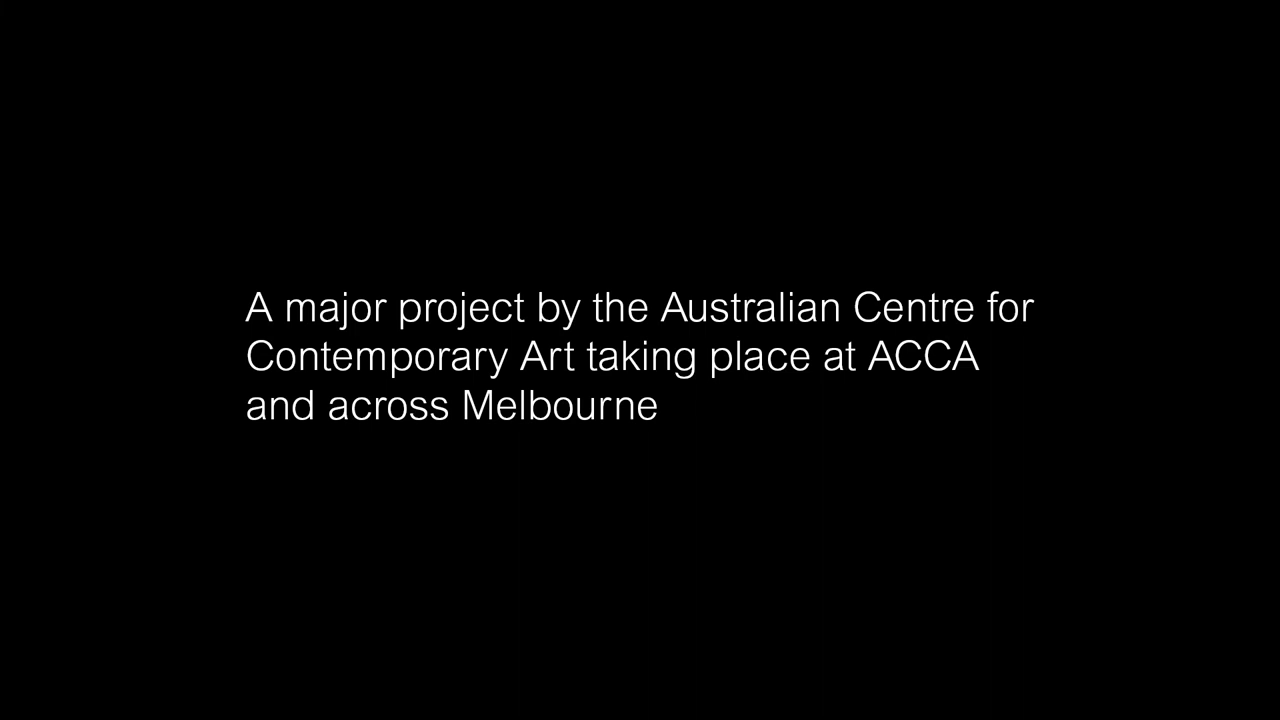 A major project by the Australian Centre for
Contemporary Art taking place at ACCA
and across Melbourne